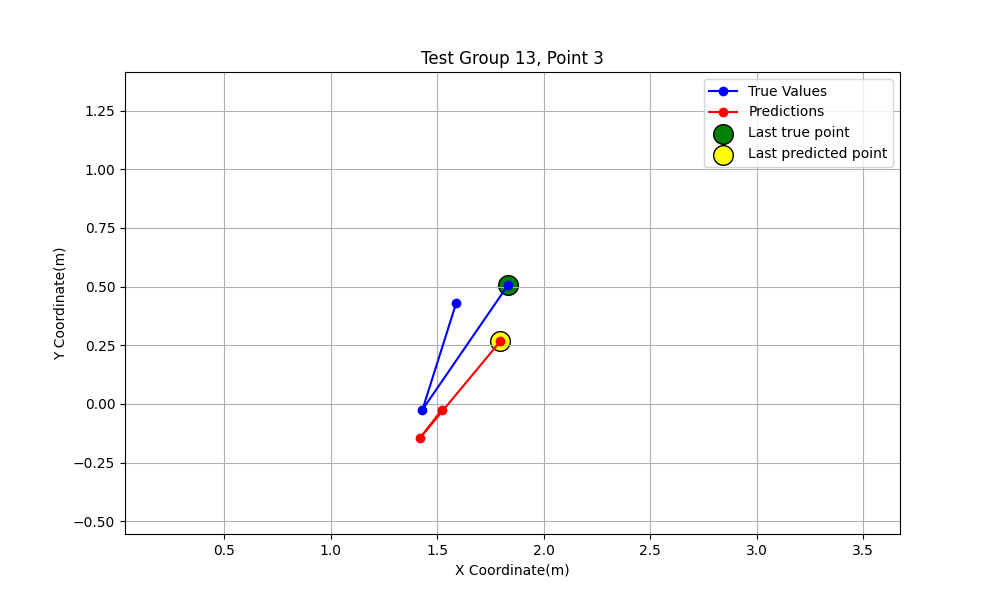 Test Group 13, Point 3
True Values
Predictions
Last true point
Last predicted point
Y Coordinate(m)
1.25
1.00
0.75
0.50
0.25
0.00
−0.25
−0.50
0.5 1.0 1.5 2.0 2.5 3.0 3.5
X Coordinate(m)